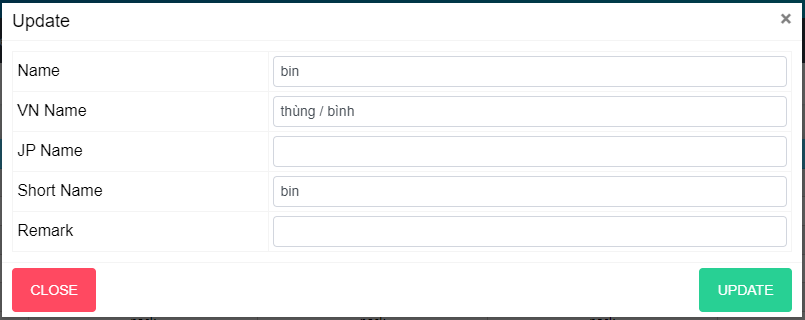 Update ×
Name bin
VN Name thùng / bình
JP Name
Short Name bin
Remark
CLOSE UPDATE